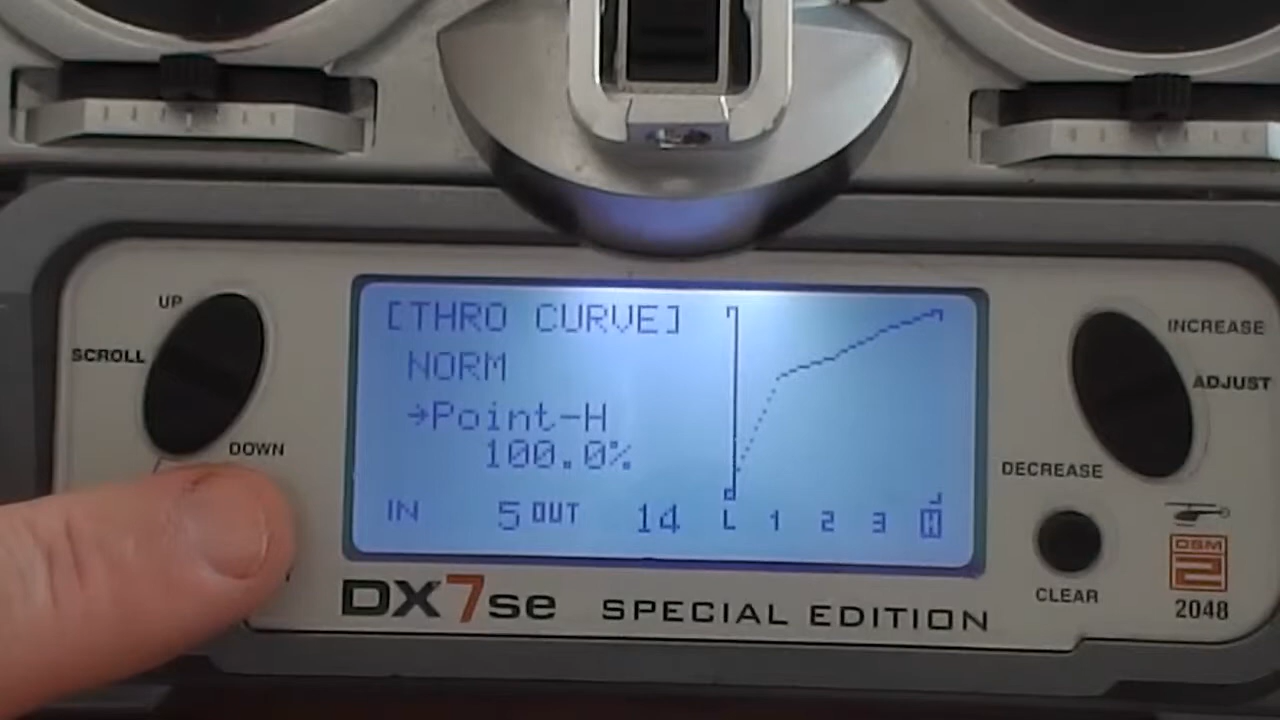 UP
SCROLL
DOWN
[THRO CURVE]
NORM
→Point-H
100.0%
IN 5 OUT 14
L 1 2 3 H
INCREASE
ADJUST
DECREASE
CLEAR
DSM
2
2048
DX7se SPECIAL EDITION